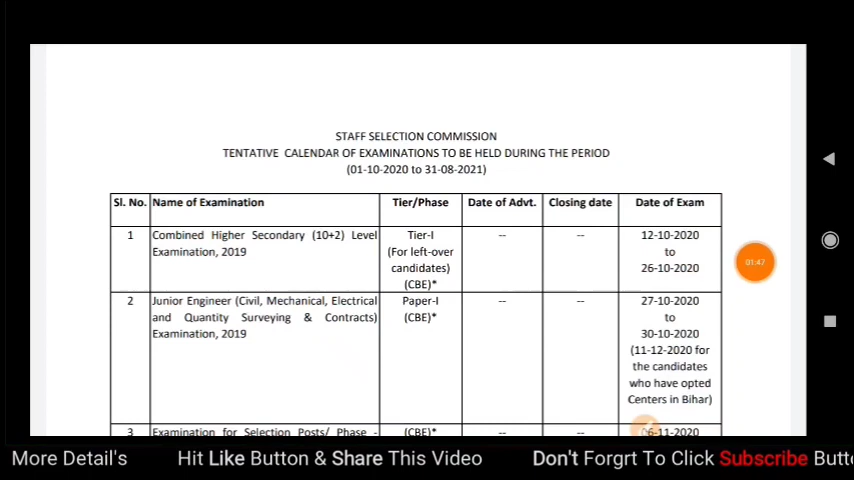 STAFF SELECTION COMMISSION
TENTATIVE CALENDAR OF EXAMINATIONS TO BE HELD DURING THE PERIOD
(01-10-2020 to 31-08-2021)
Sl. No. Name of Examination Tier/Phase Date of Advt. Closing date Date of Exam
1 Combined Higher Secondary (10+2) Level Tier-I -- -- 12-10-2020
Examination, 2019 (For left-over to
candidates) 26-10-2020
(CBE)*
2 Junior Engineer (Civil, Mechanical, Electrical Paper-I -- -- 27-10-2020
and Quantity Surveying & Contracts) (CBE)* to
Examination, 2019 30-10-2020
(11-12-2020 for
the candidates
who have opted
Centers in Bihar)
3 Examination for Selection Posts/ Phase - (CBE)* -- -- 06-11-2020
01:47
More Detail's Hit Like Button & Share This Video Don't Forgrt To Click Subscribe Butt